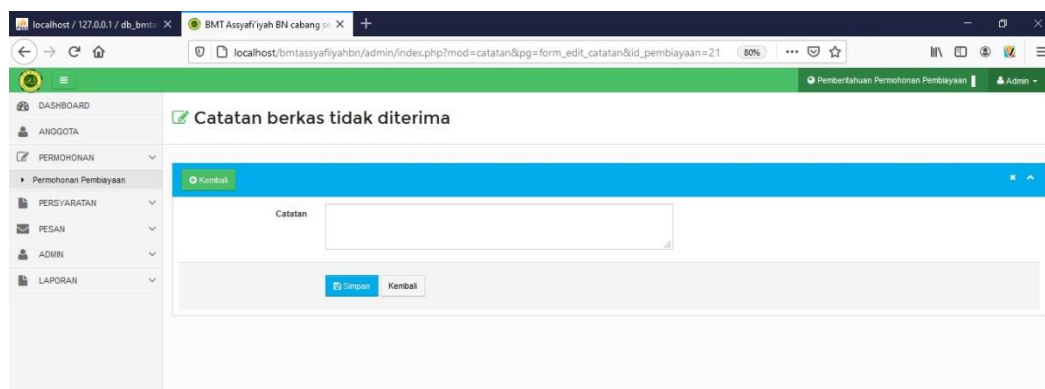 localhost / 127.0.0.1 / db_bmta
BMT Assyafi'iyah BN cabang se
localhost/bmtassyafiiyahbn/admin/index.php?mod=catatan&pg=form_edit_catatan&id_pembiayaan=21
80%
Pemberitahuan Permohonan Pembiayaan
Admin
DASHBOARD
ANGGOTA
PERMOHONAN
Permohonan Pembiayaan
PERSYARATAN
PESAN
ADMIN
LAPORAN
Catatan berkas tidak diterima
Kembali
Catatan
Simpan Kembali